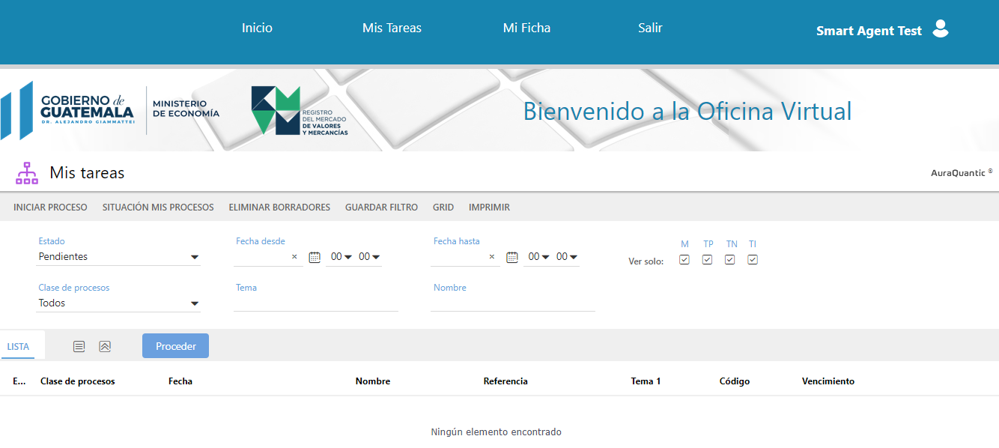 Inicio Mis Tareas Mi Ficha Salir Smart Agent Test
GOBIERNO de
GUATEMALA
DR. ALEJANDRO GIAMMATTEI
MINISTERIO
DE ECONOMÍA
REGISTRO
DEL MERCADO
DE VALORES
Y MERCANCÍAS
Bienvenido a la Oficina Virtual
Mis tareas
AuraQuantic ®
INICIAR PROCESO SITUACIÓN MIS PROCESOS ELIMINAR BORRADORES GUARDAR FILTRO GRID IMPRIMIR
Estado Fecha desde Fecha hasta M TP TN TI
Pendientes × 00 00 × 00 00 Ver solo:
Clase de procesos Tema Nombre
Todos
LISTA Proceder
E... Clase de procesos Fecha Nombre Referencia Tema 1 Código Vencimiento
Ningún elemento encontrado